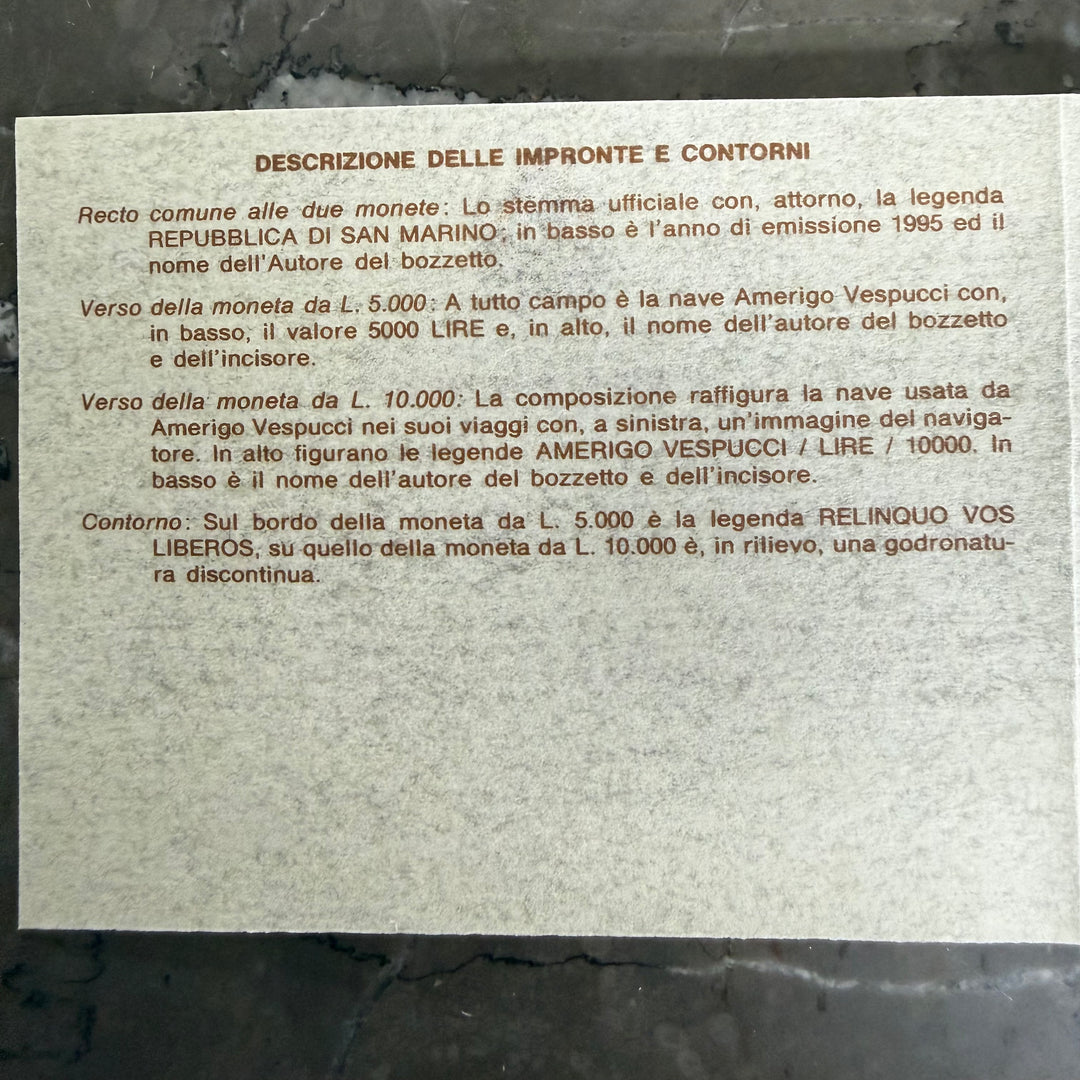 DESCRIZIONE DELLE IMPRONTE E CONTORNI
Recto comune alle due monete: Lo stemma ufficiale con, attorno, la legenda
REPUBBLICA DI SAN MARINO; in basso è l'anno di emissione 1995 ed il
nome dell'Autore del bozzetto.
Verso della moneta da L. 5.000: A tutto campo è la nave Amerigo Vespucci con,
in basso, il valore 5000 LIRE e, in alto, il nome dell'autore del bozzetto
e dell'incisore.
Verso della moneta da L. 10.000: La composizione raffigura la nave usata da
Amerigo Vespucci nei suoi viaggi con, a sinistra, un'immagine del naviga-
tore. In alto figurano le legende AMERIGO VESPUCCI / LIRE / 10000. In
basso è il nome dell'autore del bozzetto e dell'incisore.
Contorno: Sul bordo della moneta da L. 5.000 è la legenda RELINQUO VOS
LIBEROS, su quello della moneta da L. 10.000 è, in rilievo, una godronatu-
ra discontinua.